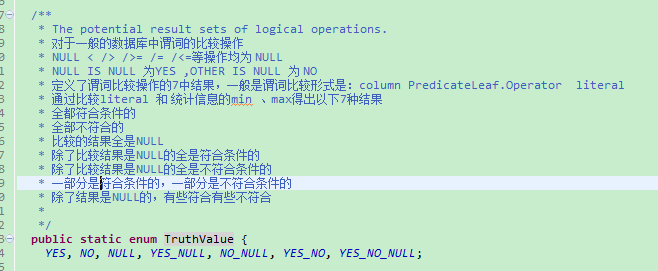 /**
* The potential result sets of logical operations.
* 对于一般的数据库中谓词的比较操作
* NULL < /> />= /= /<=等操作均为 NULL
* NULL IS NULL 为YES ,OTHER IS NULL 为 NO
* 定义了谓词比较操作的7中结果，一般是谓词比较形式是：column PredicateLeaf.Operator literal
* 通过比较literal 和 统计信息的min 、max得出以下7种结果
* 全都符合条件的
* 全部不符合的
* 比较的结果全是NULL
* 除了比较结果是NULL的全是符合条件的
* 除了比较结果是NULL的全是不符合条件的
* 一部分是符合条件的，一部分是不符合条件的
* 除了结果是NULL的，有些符合有些不符合
*
*/
public static enum TruthValue {
YES, NO, NULL, YES_NULL, NO_NULL, YES_NO, YES_NO_NULL;